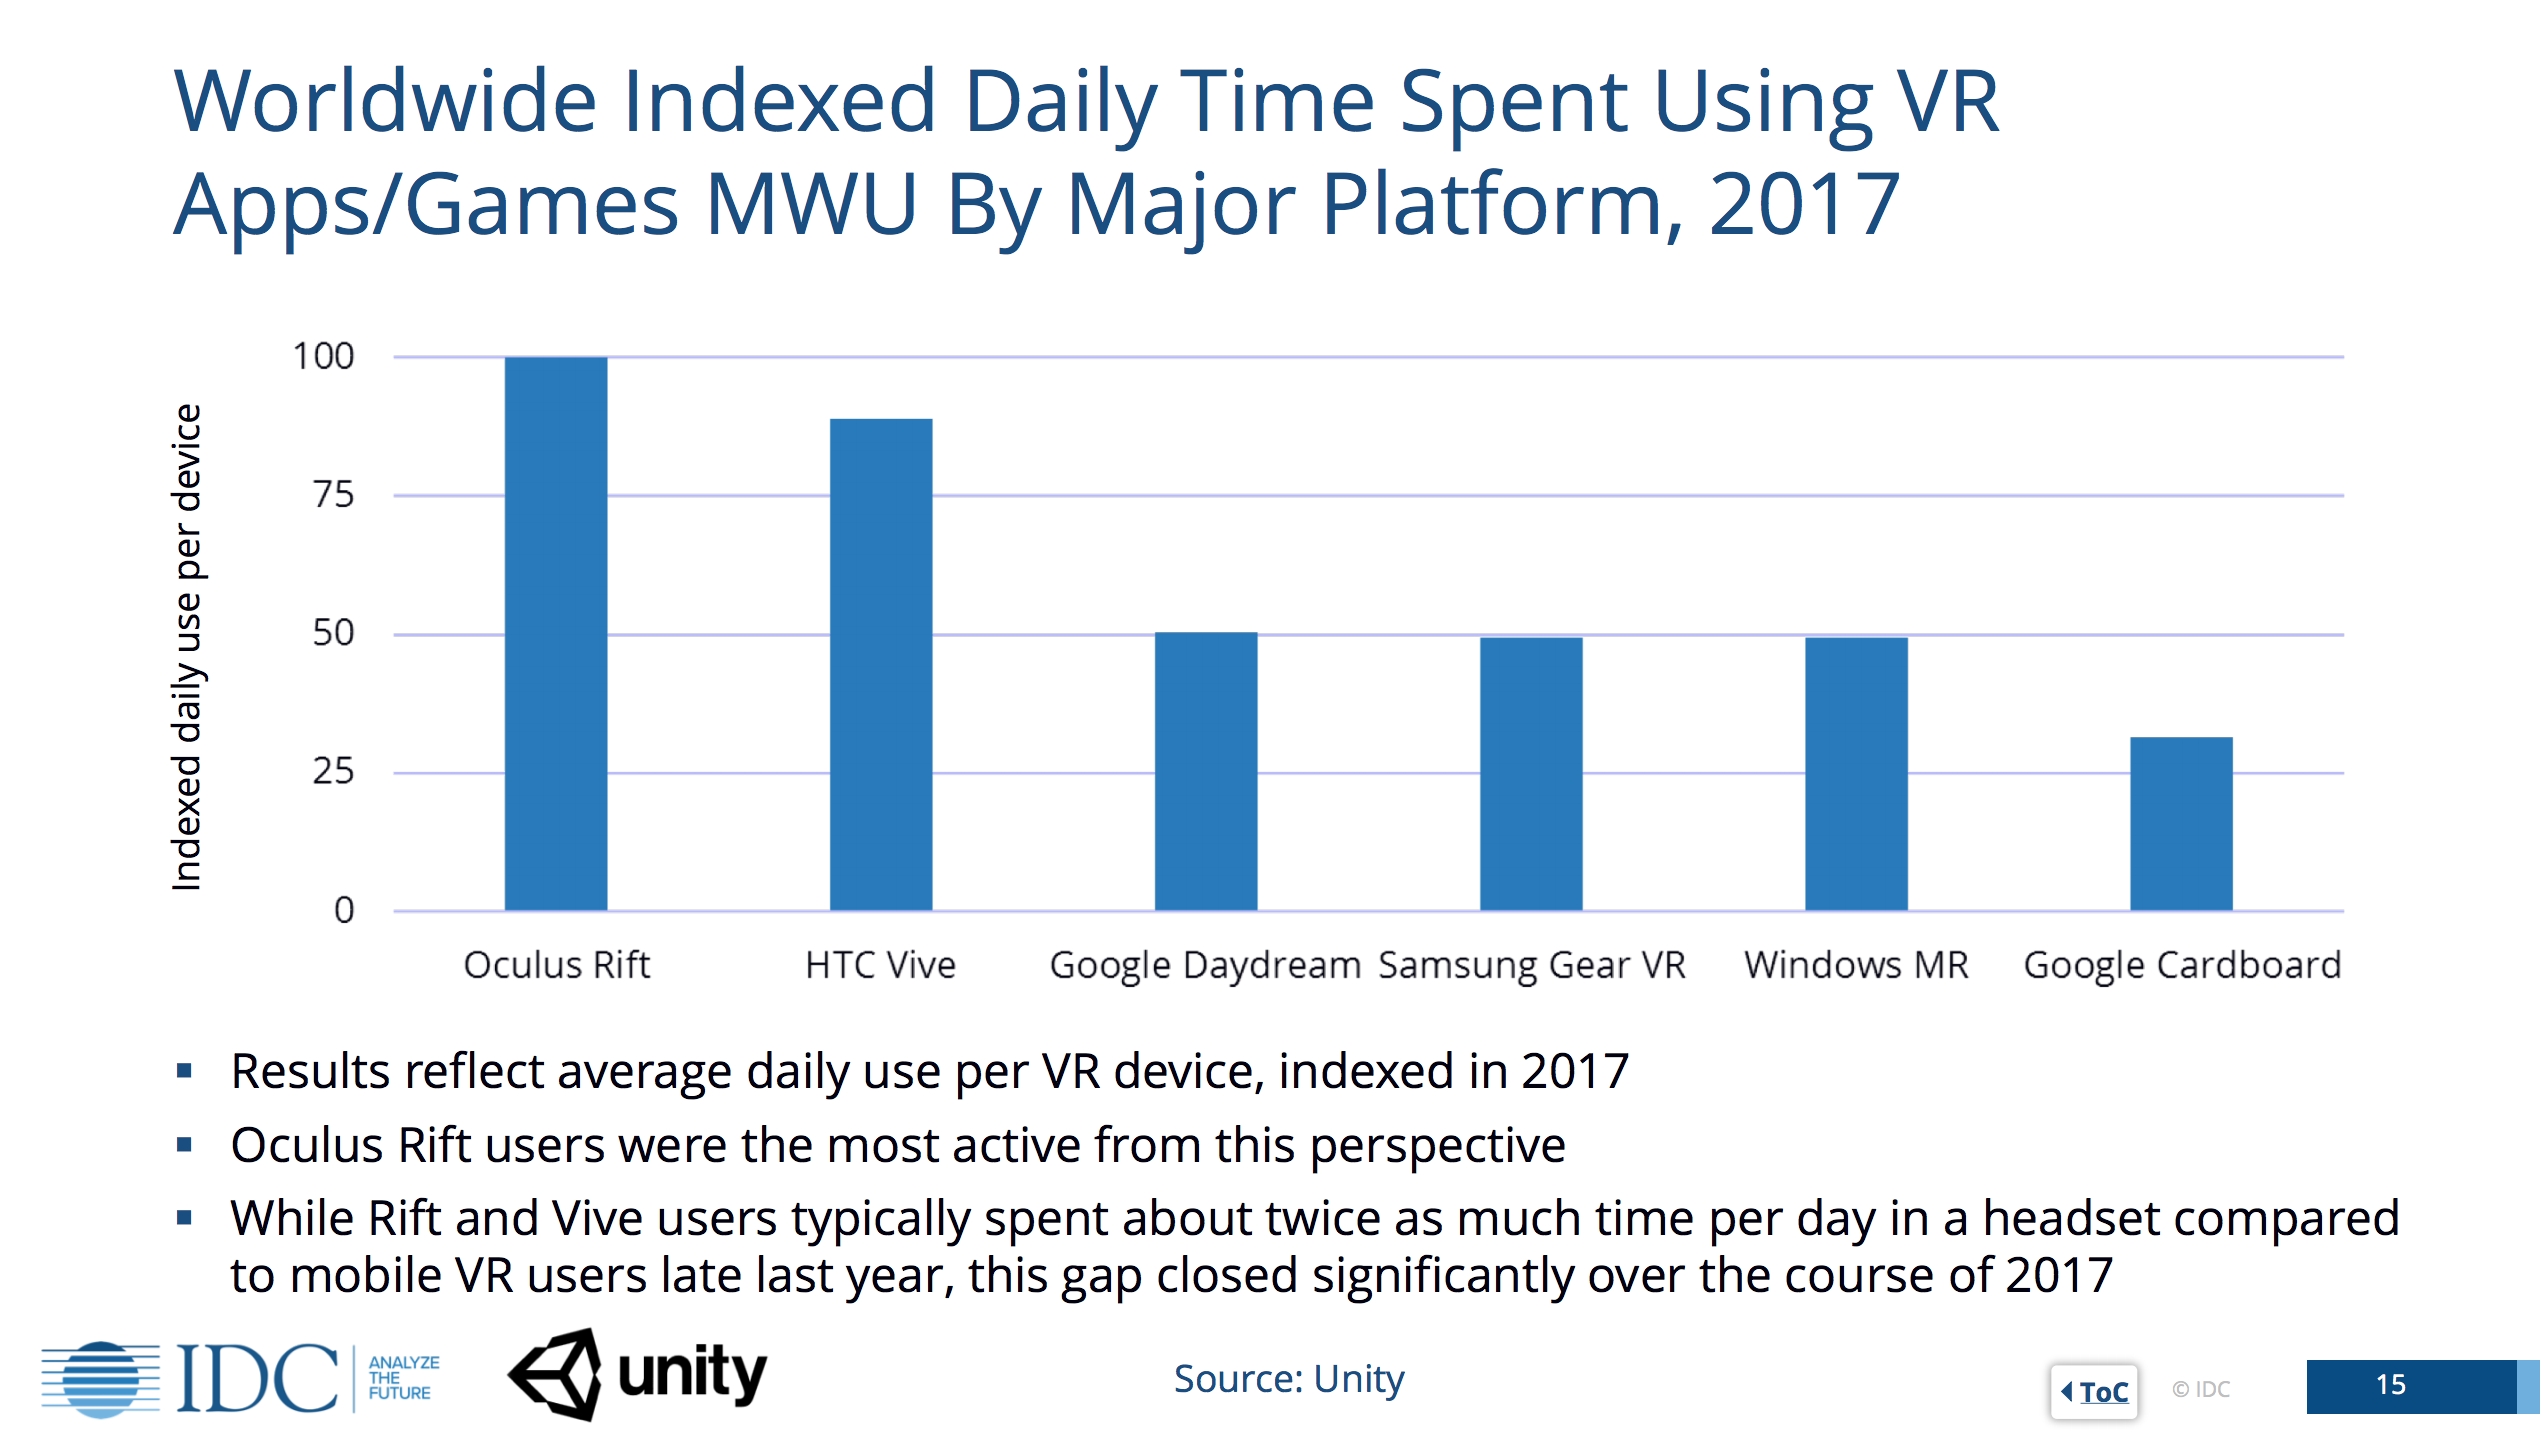 Worldwide Indexed Daily Time Spent Using VR
Apps/Games MWU By Major Platform, 2017
Indexed daily use per device
100
75
50
25
0
Oculus Rift
HTC Vive
Google Daydream
Samsung Gear VR
Windows MR
Google Cardboard
▪ Results reflect average daily use per VR device, indexed in 2017
▪ Oculus Rift users were the most active from this perspective
▪ While Rift and Vive users typically spent about twice as much time per day in a headset compared
to mobile VR users late last year, this gap closed significantly over the course of 2017
IDC
ANALYZE
THE
FUTURE
unity
Source: Unity
ToC
© IDC
15